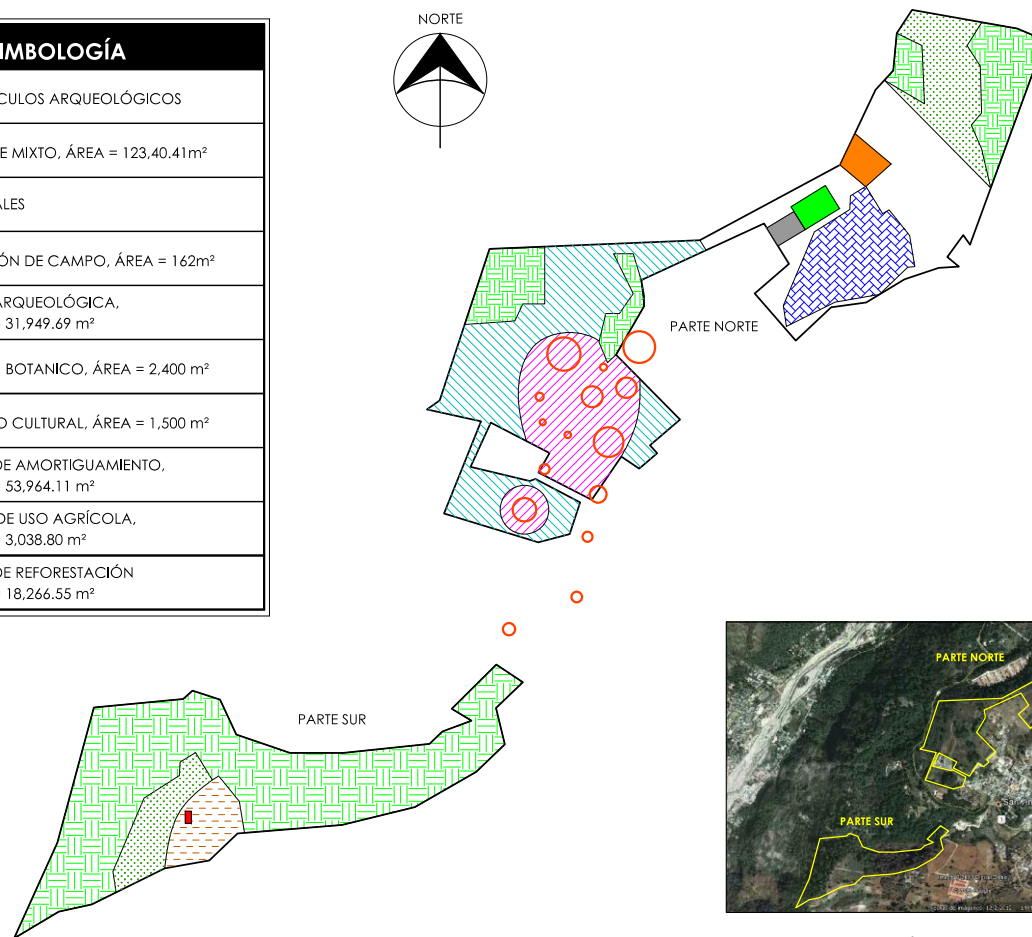 IMBOLOGÍA
CULOS ARQUEOLÓGICOS
E MIXTO, ÁREA = 123,40.41m²
ALES
ÓN DE CAMPO, ÁREA = 162m²
ARQUEOLÓGICA,
31,949.69 m²
BOTANICO, ÁREA = 2,400 m²
O CULTURAL, ÁREA = 1,500 m²
DE AMORTIGUAMIENTO,
53,964.11 m²
DE USO AGRÍCOLA,
3,038.80 m²
DE REFORESTACIÓN
18,266.55 m²
NORTE
PARTE NORTE
PARTE SUR
PARTE NORTE
PARTE SUR